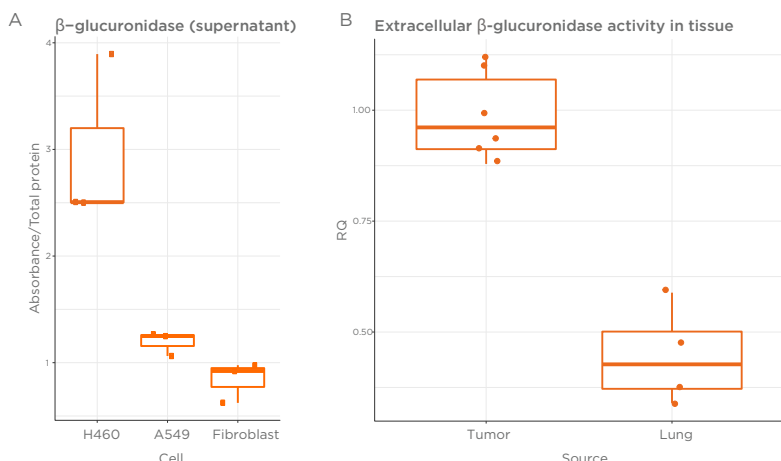 A
β−glucuronidase (supernatant)
Absorbance/Total protein
4
3
2
1
H460
A549
Fibroblast
Cell
B
Extracellular β-glucuronidase activity in tissue
RQ
1.00
0.75
0.50
Tumor
Lung
Source